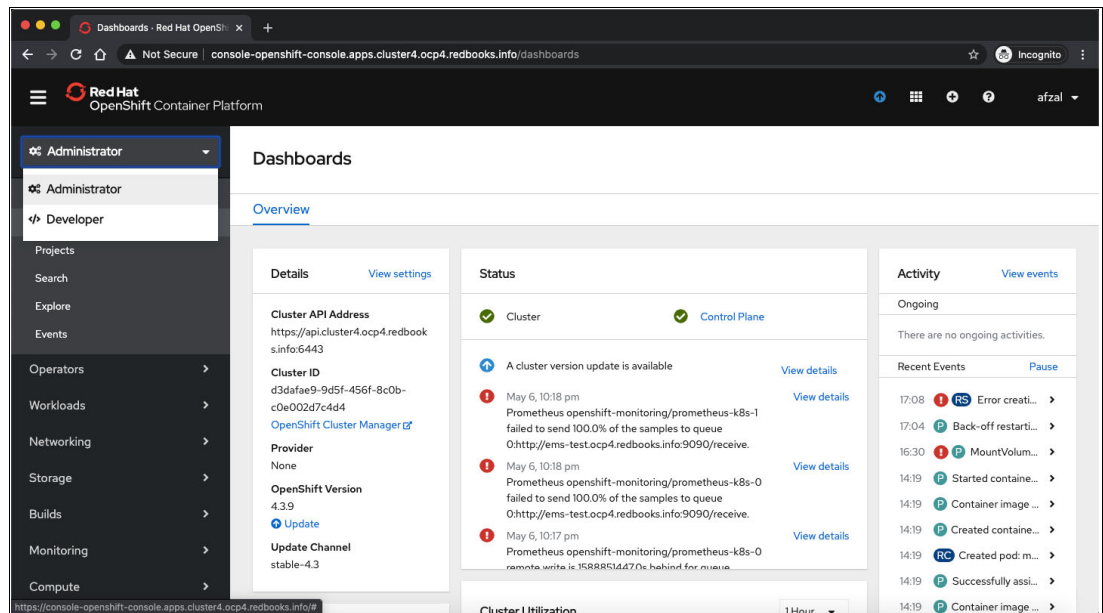 Dashboards · Red Hat OpenShi
Not Secure
console-openshift-console.apps.cluster4.ocp4.redbooks.info/dashboards
Incognito
Red Hat
OpenShift Container Platform
afzal
Administrator
Administrator
Developer
Projects
Search
Explore
Events
Operators
Workloads
Networking
Storage
Builds
Monitoring
Compute
https://console-openshift-console.apps.cluster4.ocp4.redbooks.info/#
Dashboards
Overview
Details
View settings
Cluster API Address
https://api.cluster4.ocp4.redbook
s.info:6443
Cluster ID
d3dafae9-9d5f-456f-8c0b-
c0e002d7c4d4
OpenShift Cluster Manager
Provider
None
OpenShift Version
4.3.9
Update
Update Channel
stable-4.3
Status
Cluster
Control Plane
A cluster version update is available
View details
May 6, 10:18 pm
View details
Prometheus openshift-monitoring/prometheus-k8s-1
failed to send 100.0% of the samples to queue
0:http://ems-test.ocp4.redbooks.info:9090/receive.
May 6, 10:18 pm
View details
Prometheus openshift-monitoring/prometheus-k8s-0
failed to send 100.0% of the samples to queue
0:http://ems-test.ocp4.redbooks.info:9090/receive.
May 6, 10:17 pm
View details
Prometheus openshift-monitoring/prometheus-k8s-0
remote write is 1588851447.0s behind for queue
Cluster Utilization
1 Hour
Activity
View events
Ongoing
There are no ongoing activities.
Recent Events
Pause
17:08 RS Error creati...
17:04 P Back-off restarti...
16:30 P MountVolum...
14:19 P Started containe...
14:19 P Container image ...
14:19 P Created containe...
14:19 RC Created pod: m...
14:19 P Successfully assi...
14:19 P Container image ...